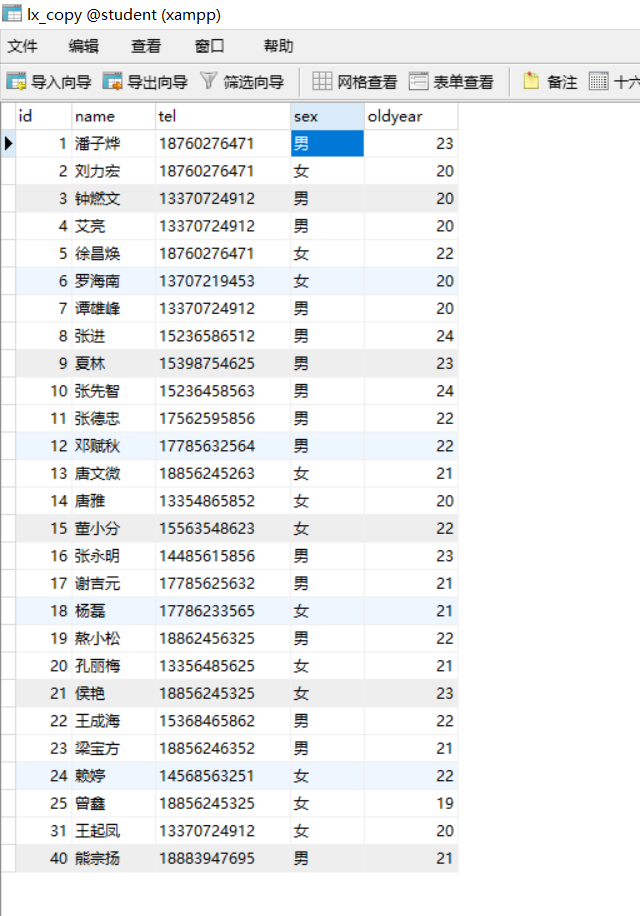 lx_copy @student (xampp)
文件 编辑 查看 窗口 帮助
导入向导 导出向导 筛选向导 网格查看 表单查看 备注 十六
id name tel sex oldyear
1 潘子烨 18760276471 男 23
2 刘力宏 18760276471 女 20
3 钟燃文 13370724912 男 20
4 艾亮 13370724912 男 20
5 徐昌焕 18760276471 女 22
6 罗海南 13707219453 女 20
7 谭雄峰 13370724912 男 20
8 张进 15236586512 男 24
9 夏林 15398754625 男 23
10 张先智 15236458563 男 24
11 张德忠 17562595856 男 22
12 邓赋秋 17785632564 男 22
13 唐文微 18856245263 女 21
14 唐雅 13354865852 女 20
15 董小分 15563548623 女 22
16 张永明 14485615856 男 23
17 谢吉元 17785625632 男 21
18 杨磊 17786233565 女 21
19 熬小松 18862456325 男 22
20 孔丽梅 13356485625 女 21
21 侯艳 18856245325 女 23
22 王成海 15368465862 男 22
23 梁宝方 18856246352 男 21
24 赖婷 14568563251 女 22
25 曾鑫 18856245325 女 19
31 王起凤 13370724912 女 20
40 熊宗扬 18883947695 男 21